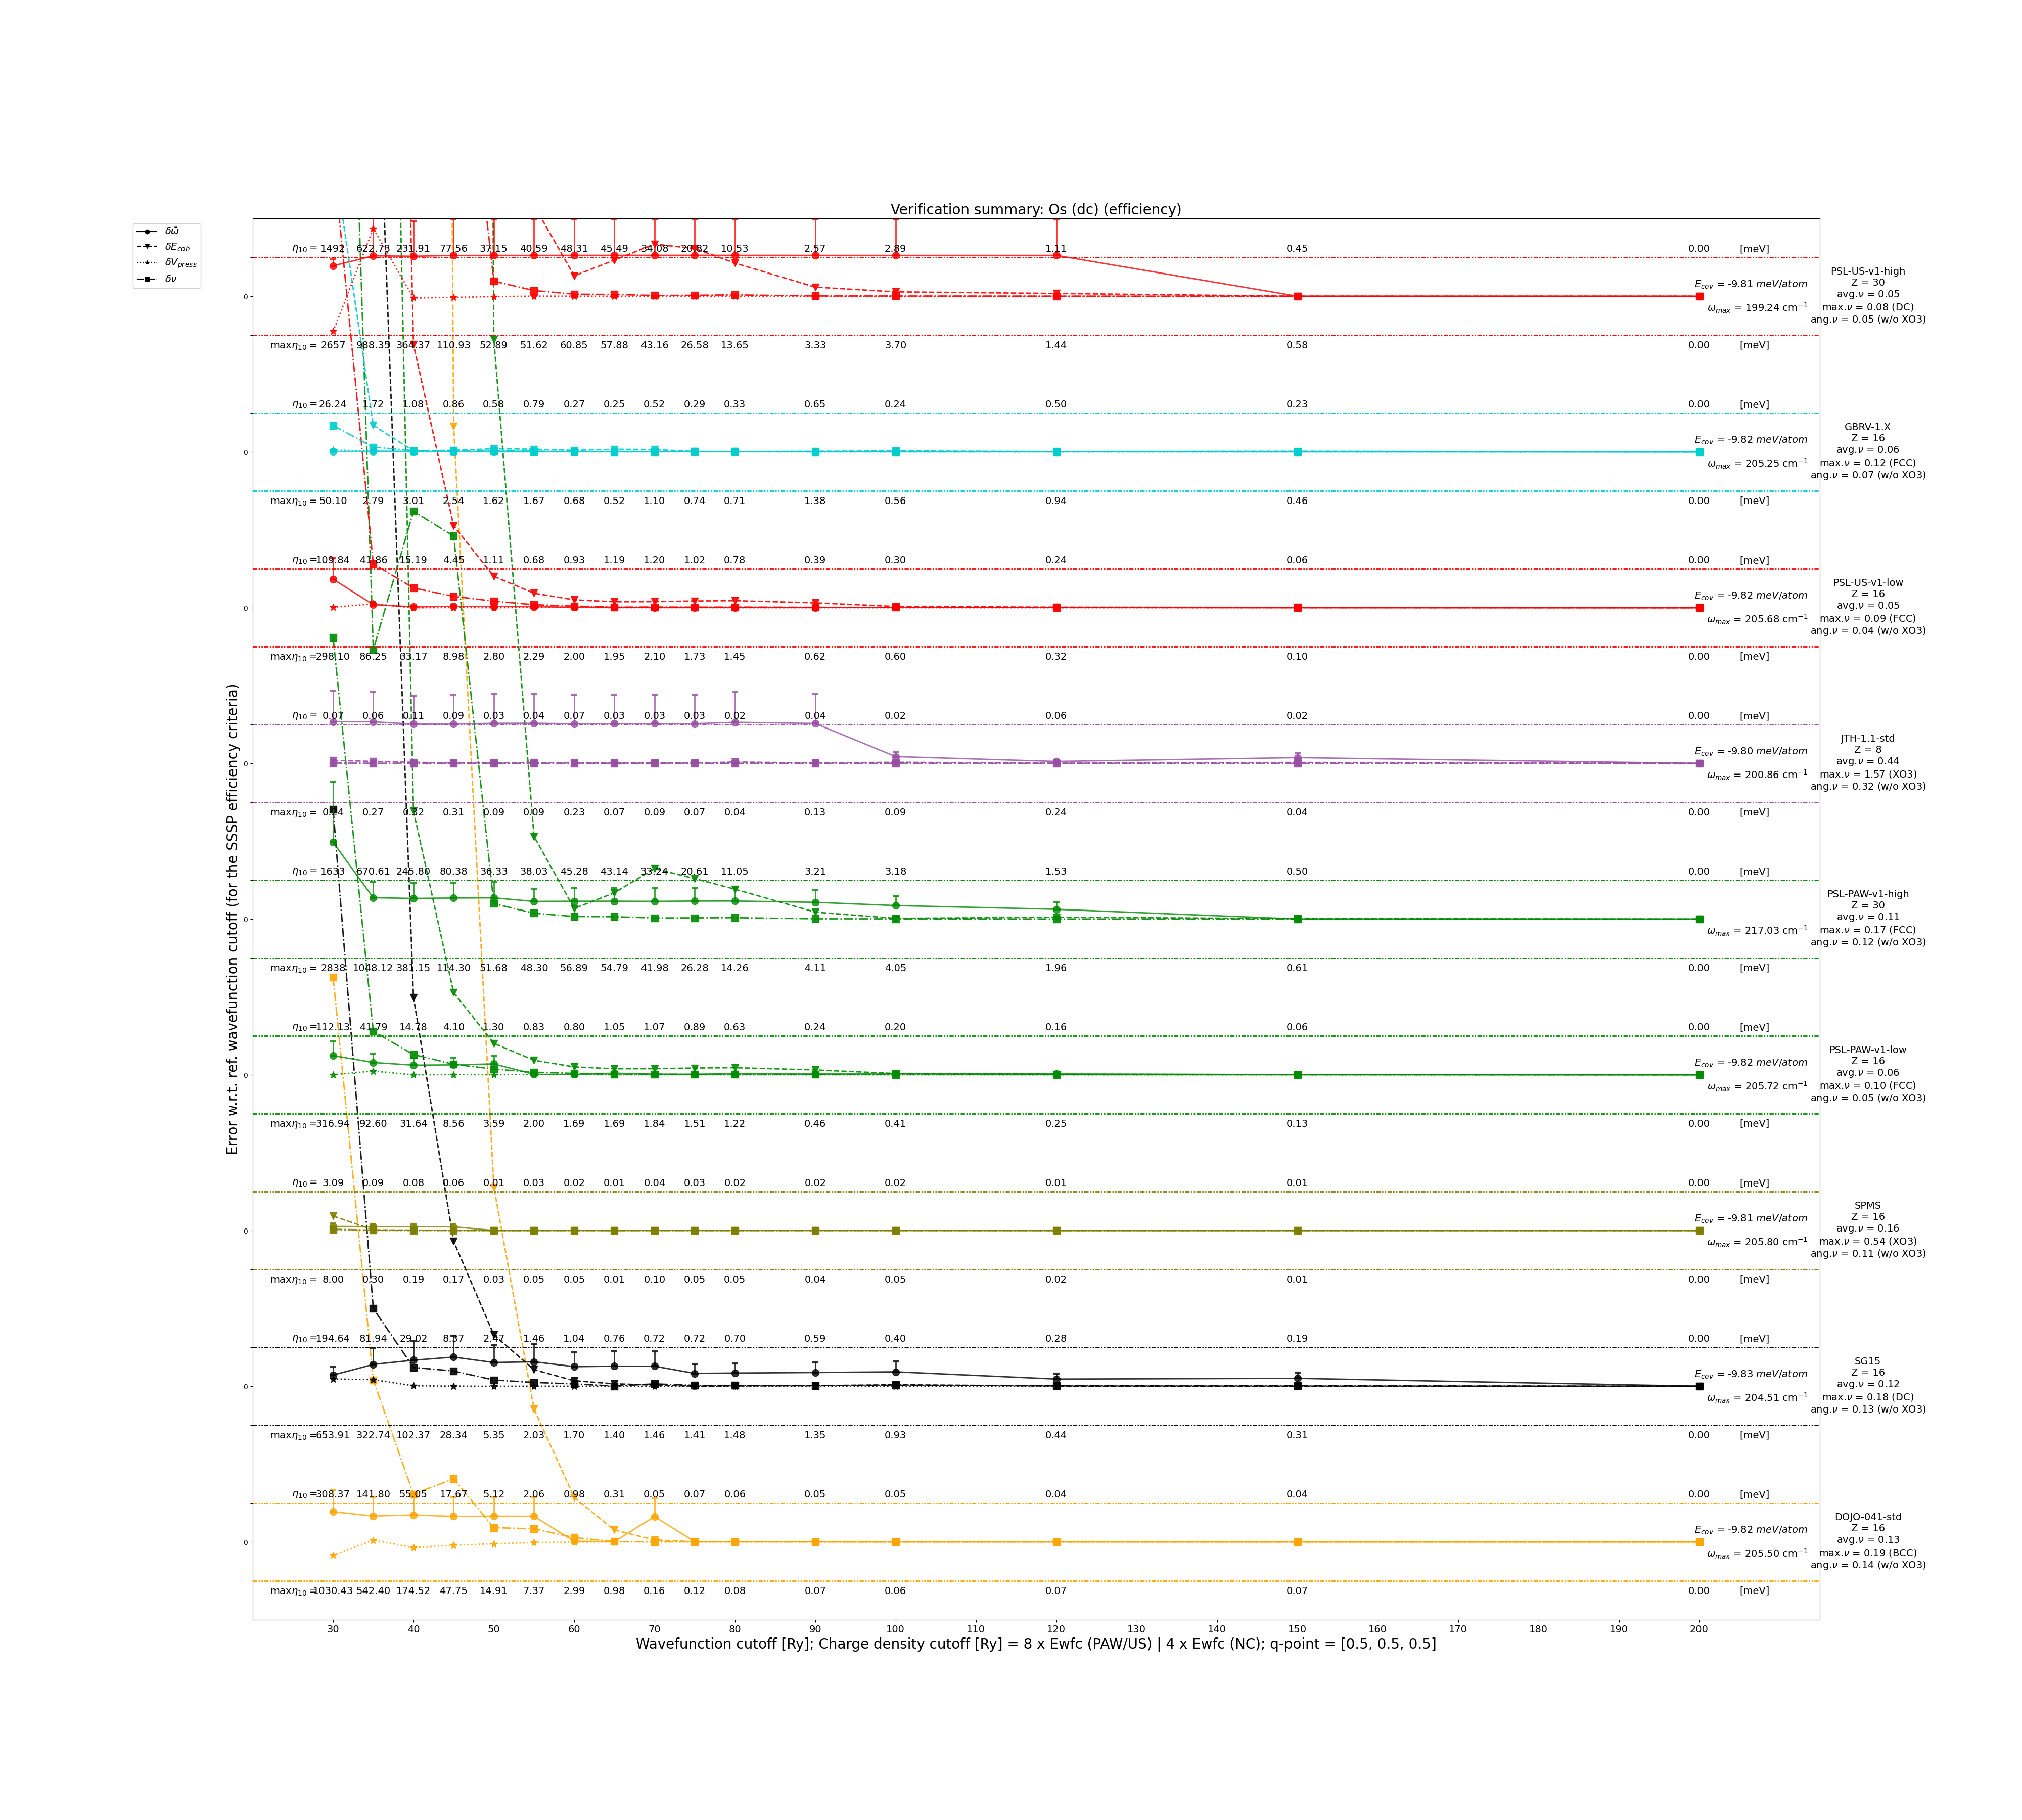 Verification summary: Os (dc) (efficiency)
δω̄
δE_coh
δV_press
δν
Error w.r.t. ref. wavefunction cutoff (for the SSSP efficiency criteria)
η₁₀ = 1492 622.78 231.91 77.56 37.15 40.59 48.31 45.49 34.08 20.82 10.53 2.57 2.89 1.11 0.45 0.00 [meV]
0
E_cov = -9.81 meV/atom
ω_max = 199.24 cm⁻¹
maxη₁₀ = 2657 988.35 364.37 110.93 52.89 51.62 60.85 57.88 43.16 26.58 13.65 3.33 3.70 1.44 0.58 0.00 [meV]
PSL-US-v1-high
Z = 30
avg.ν = 0.05
max.ν = 0.08 (DC)
ang.ν = 0.05 (w/o XO3)
η₁₀ = 26.24 1.72 1.08 0.86 0.58 0.79 0.27 0.25 0.52 0.29 0.33 0.65 0.24 0.50 0.23 0.00 [meV]
0
E_cov = -9.82 meV/atom
ω_max = 205.25 cm⁻¹
maxη₁₀ = 50.10 2.79 3.01 2.54 1.62 1.67 0.68 0.52 1.10 0.74 0.71 1.38 0.56 0.94 0.46 0.00 [meV]
GBRV-1.X
Z = 16
avg.ν = 0.06
max.ν = 0.12 (FCC)
ang.ν = 0.07 (w/o XO3)
η₁₀ = 109.84 41.86 15.19 4.45 1.11 0.68 0.93 1.19 1.20 1.02 0.78 0.39 0.30 0.24 0.06 0.00 [meV]
0
E_cov = -9.82 meV/atom
ω_max = 205.68 cm⁻¹
maxη₁₀ = 298.10 86.25 33.17 8.98 2.80 2.29 2.00 1.95 2.10 1.73 1.45 0.62 0.60 0.32 0.10 0.00 [meV]
PSL-US-v1-low
Z = 16
avg.ν = 0.05
max.ν = 0.09 (FCC)
ang.ν = 0.04 (w/o XO3)
η₁₀ = 0.07 0.06 0.11 0.09 0.03 0.04 0.07 0.03 0.03 0.03 0.02 0.04 0.02 0.06 0.02 0.00 [meV]
0
E_cov = -9.80 meV/atom
ω_max = 200.86 cm⁻¹
maxη₁₀ = 0.27 0.31 0.09 0.09 0.23 0.07 0.09 0.07 0.04 0.13 0.09 0.24 0.04 0.00 [meV]
JTH-1.1-std
Z = 8
avg.ν = 0.44
max.ν = 1.57 (XO3)
ang.ν = 0.32 (w/o XO3)
η₁₀ = 1633 670.61 245.80 80.38 36.33 38.03 45.28 43.14 33.24 20.61 11.05 3.21 3.18 1.53 0.50 0.00 [meV]
0
ω_max = 217.03 cm⁻¹
maxη₁₀ = 2838 1048.12 381.15 114.30 51.68 48.30 56.89 54.79 41.98 26.28 14.26 4.11 4.05 1.96 0.61 0.00 [meV]
PSL-PAW-v1-high
Z = 30
avg.ν = 0.11
max.ν = 0.17 (FCC)
ang.ν = 0.12 (w/o XO3)
η₁₀ = 112.13 41.79 14.78 4.10 1.30 0.83 0.80 1.05 1.07 0.89 0.63 0.24 0.20 0.16 0.06 0.00 [meV]
0
E_cov = -9.82 meV/atom
ω_max = 205.72 cm⁻¹
maxη₁₀ = 316.94 92.60 31.64 8.56 3.59 2.00 1.69 1.69 1.84 1.51 1.22 0.46 0.41 0.25 0.13 0.00 [meV]
PSL-PAW-v1-low
Z = 16
avg.ν = 0.06
max.ν = 0.10 (FCC)
ang.ν = 0.05 (w/o XO3)
η₁₀ = 3.09 0.09 0.08 0.06 0.01 0.03 0.02 0.01 0.04 0.03 0.02 0.02 0.02 0.01 0.01 0.00 [meV]
0
E_cov = -9.81 meV/atom
ω_max = 205.80 cm⁻¹
maxη₁₀ = 8.00 0.30 0.19 0.17 0.03 0.05 0.05 0.01 0.10 0.05 0.05 0.04 0.05 0.02 0.01 0.00 [meV]
SPMS
Z = 16
avg.ν = 0.16
max.ν = 0.54 (XO3)
ang.ν = 0.11 (w/o XO3)
η₁₀ = 194.64 81.94 29.02 8.37 2.47 1.46 1.04 0.76 0.72 0.72 0.70 0.59 0.40 0.28 0.19 0.00 [meV]
0
E_cov = -9.83 meV/atom
ω_max = 204.51 cm⁻¹
maxη₁₀ = 653.91 322.74 102.37 28.34 5.35 2.03 1.70 1.40 1.46 1.41 1.48 1.35 0.93 0.44 0.31 0.00 [meV]
SG15
Z = 16
avg.ν = 0.12
max.ν = 0.18 (DC)
ang.ν = 0.13 (w/o XO3)
η₁₀ = 308.37 141.80 55.05 17.67 5.12 2.06 0.98 0.31 0.05 0.07 0.06 0.05 0.05 0.04 0.04 0.00 [meV]
0
E_cov = -9.82 meV/atom
ω_max = 205.50 cm⁻¹
maxη₁₀ = 1030.43 542.40 174.52 47.75 14.91 7.37 2.99 0.98 0.16 0.12 0.08 0.07 0.06 0.07 0.07 0.00 [meV]
DOJO-041-std
Z = 16
avg.ν = 0.13
max.ν = 0.19 (BCC)
ang.ν = 0.14 (w/o XO3)
30 40 50 60 70 80 90 100 110 120 130 140 150 160 170 180 190 200
Wavefunction cutoff [Ry]; Charge density cutoff [Ry] = 8 x Ewfc (PAW/US) | 4 x Ewfc (NC); q-point = [0.5, 0.5, 0.5]